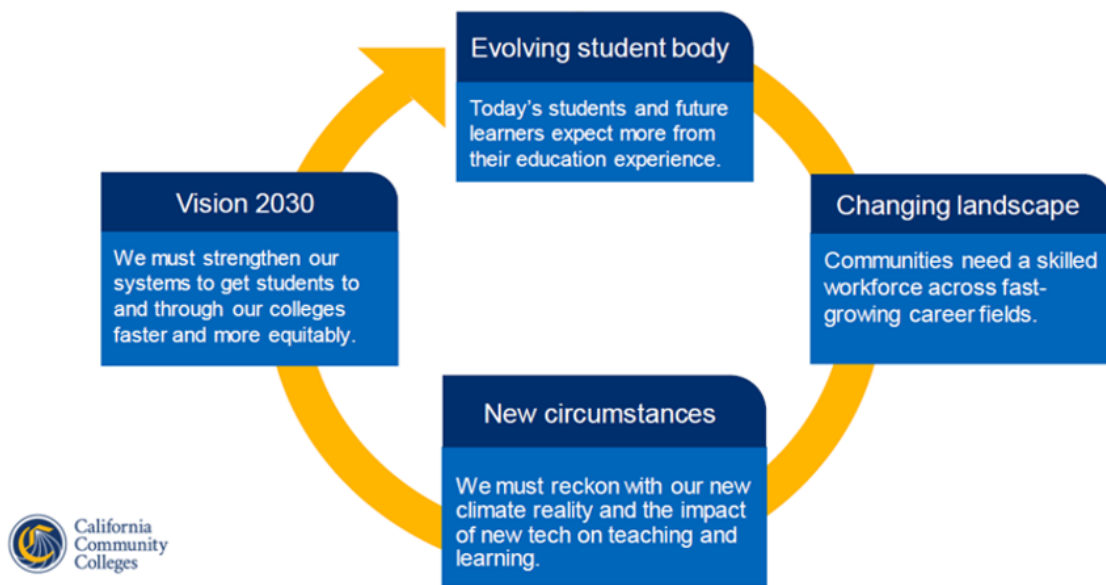 Evolving student body
Today's students and future
learners expect more from
their education experience.
Changing landscape
Communities need a skilled
workforce across fast-
growing career fields.
New circumstances
We must reckon with our new
climate reality and the impact
of new tech on teaching and
learning.
Vision 2030
We must strengthen our
systems to get students to
and through our colleges
faster and more equitably.
California
Community
Colleges